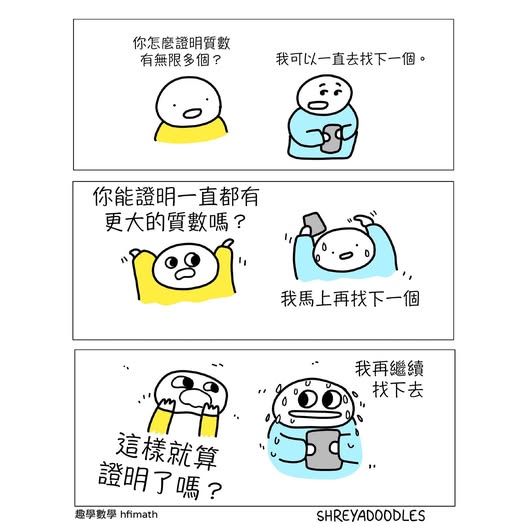 你怎麼證明質數
有無限多個？
我可以一直去找下一個。
你能證明一直都有
更大的質數嗎？
我馬上再找下一個
我再繼續
找下去
這樣就算
證明了嗎？
趣學數學 hfimath
SHREYADOODLES